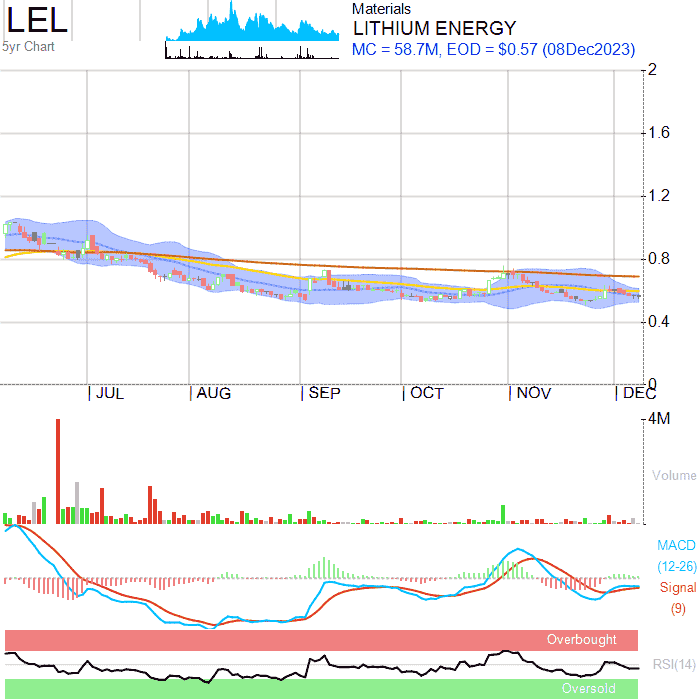 LEL
5yr Chart
Materials
LITHIUM ENERGY
MC = 58.7M, EOD = $0.57 (08Dec2023)
2
1.6
1.2
0.8
0.4
0
JUL AUG SEP OCT NOV DEC
4M
Volume
MACD
(12-26)
Signal
(9)
Overbought
RSI(14)
Oversold